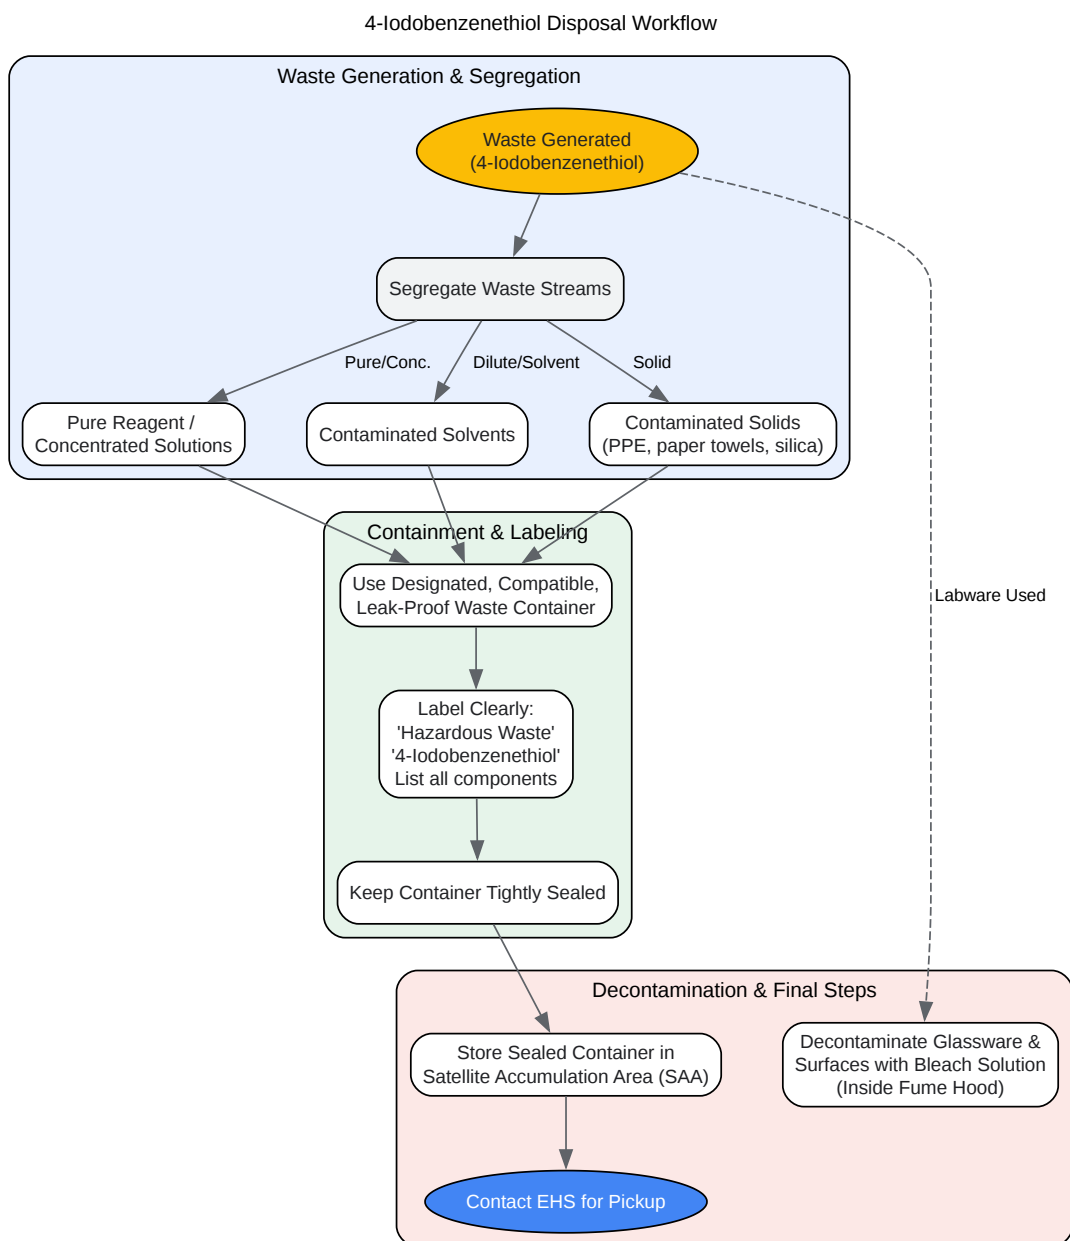 4-Iodobenzenethiol Disposal Workflow
Waste Generation & Segregation
Waste Generated
(4-Iodobenzenethiol)
Segregate Waste Streams
Pure/Conc.
Dilute/Solvent
Solid
Pure Reagent /
Concentrated Solutions
Contaminated Solvents
Contaminated Solids
(PPE, paper towels, silica)
Containment & Labeling
Use Designated, Compatible,
Leak-Proof Waste Container
Labware Used
Label Clearly:
'Hazardous Waste'
'4-Iodobenzenethiol'
List all components
Keep Container Tightly Sealed
Decontamination & Final Steps
Store Sealed Container in
Satellite Accumulation Area (SAA)
Decontaminate Glassware &
Surfaces with Bleach Solution
(Inside Fume Hood)
Contact EHS for Pickup